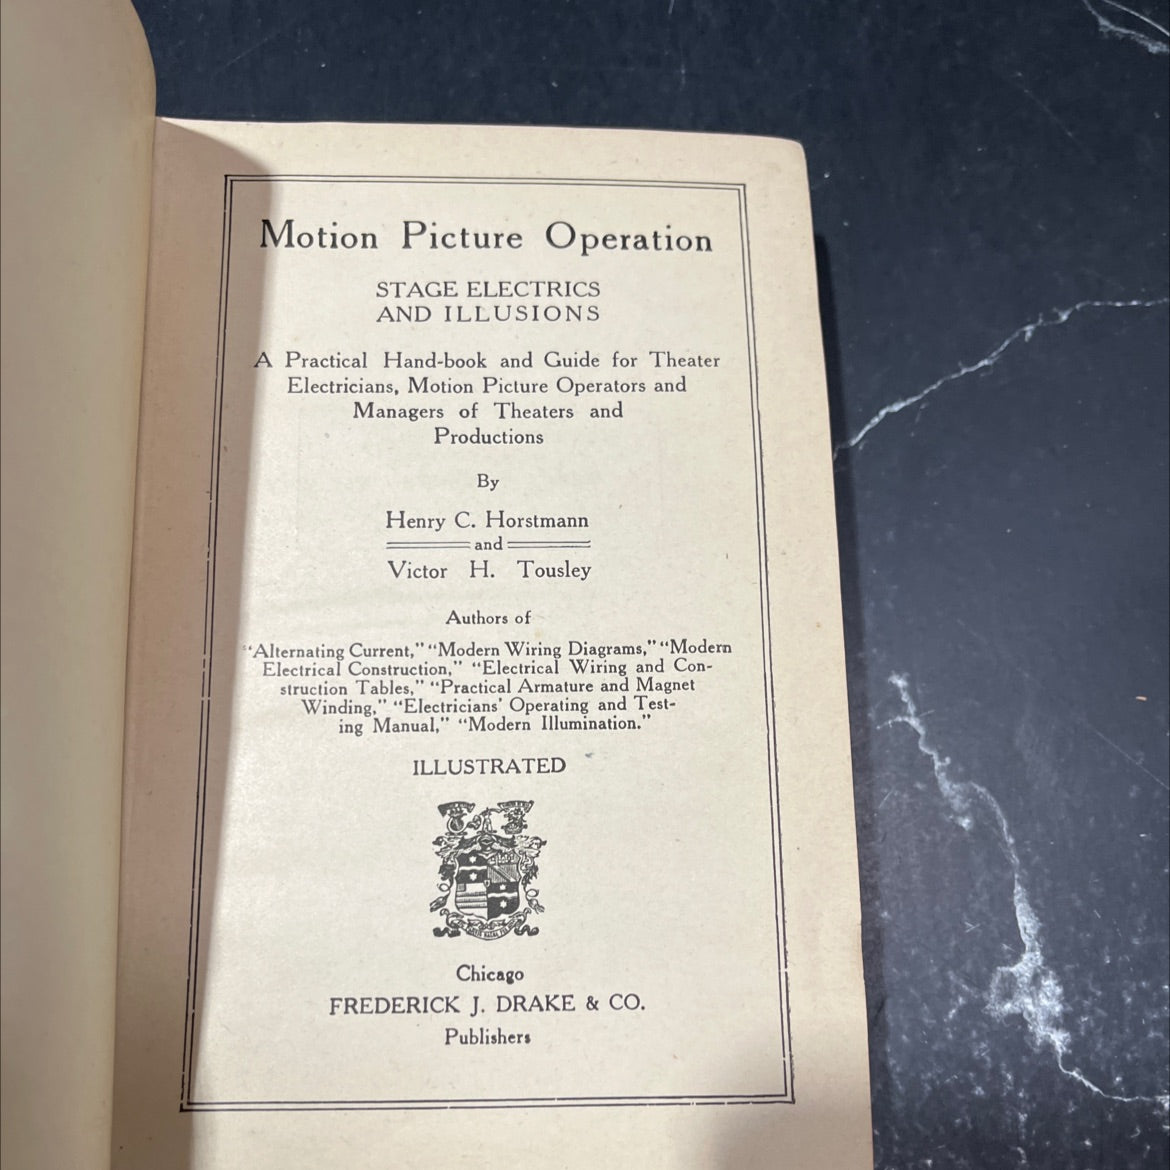 Motion Picture Operation
STAGE ELECTRICS
AND ILLUSIONS
A Practical Hand-book and Guide for Theater
Electricians, Motion Picture Operators and
Managers of Theaters and
Productions
By
Henry C. Horstmann
and
Victor H. Tousley
Authors of
"Alternating Current," "Modern Wiring Diagrams," "Modern
Electrical Construction," "Electrical Wiring and Con-
struction Tables," "Practical Armature and Magnet
Winding," "Electricians' Operating and Test-
ing Manual," "Modern Illumination."
ILLUSTRATED
Chicago
FREDERICK J. DRAKE & CO.
Publishers